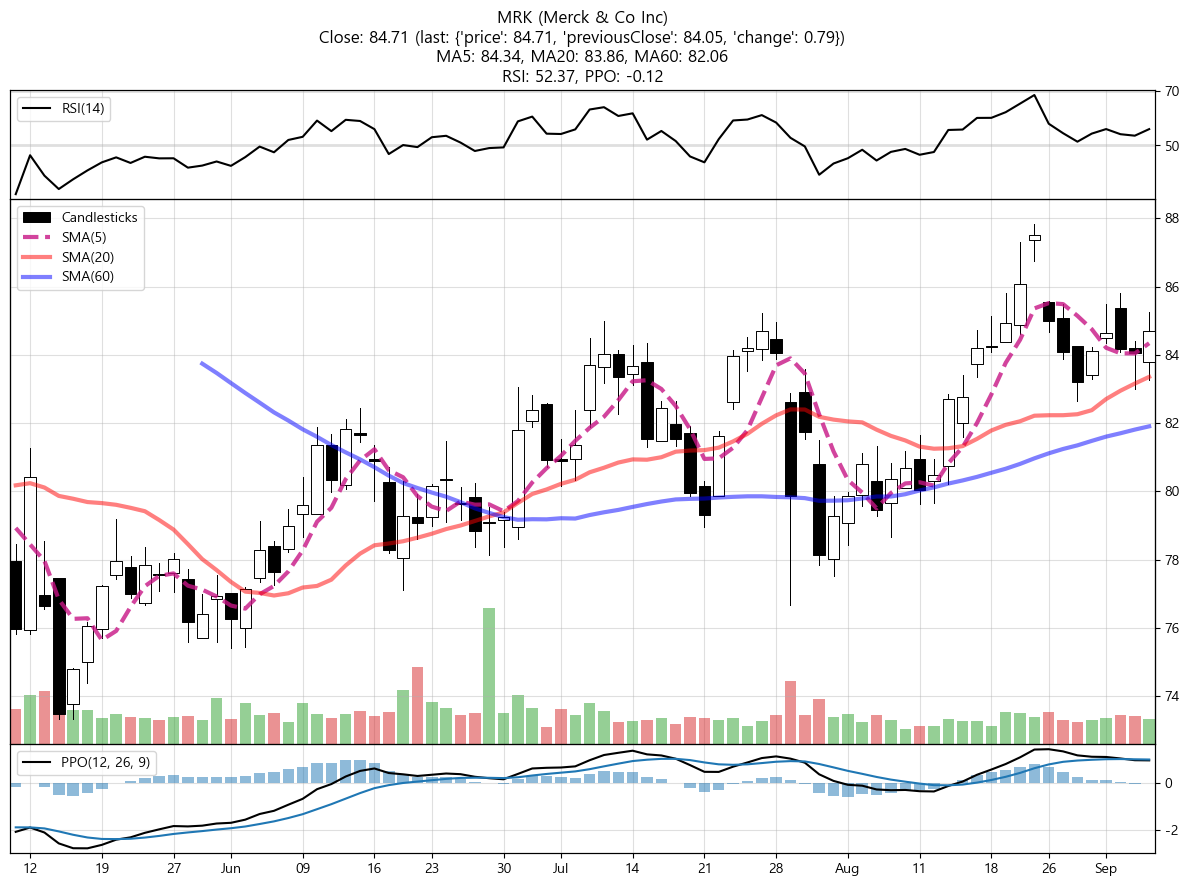 MRK (Merck & Co Inc)
Close: 84.71 (last: {'price': 84.71, 'previousClose': 84.05, 'change': 0.79})
MA5: 84.34, MA20: 83.86, MA60: 82.06
RSI: 52.37, PPO: -0.12
RSI(14)
70
50
Candlesticks
SMA(5)
SMA(20)
SMA(60)
88
86
84
82
80
78
76
74
PPO(12, 26, 9)
0
-2
12 19 27 Jun 09 16 23 30 Jul 14 21 28 Aug 11 18 26 Sep